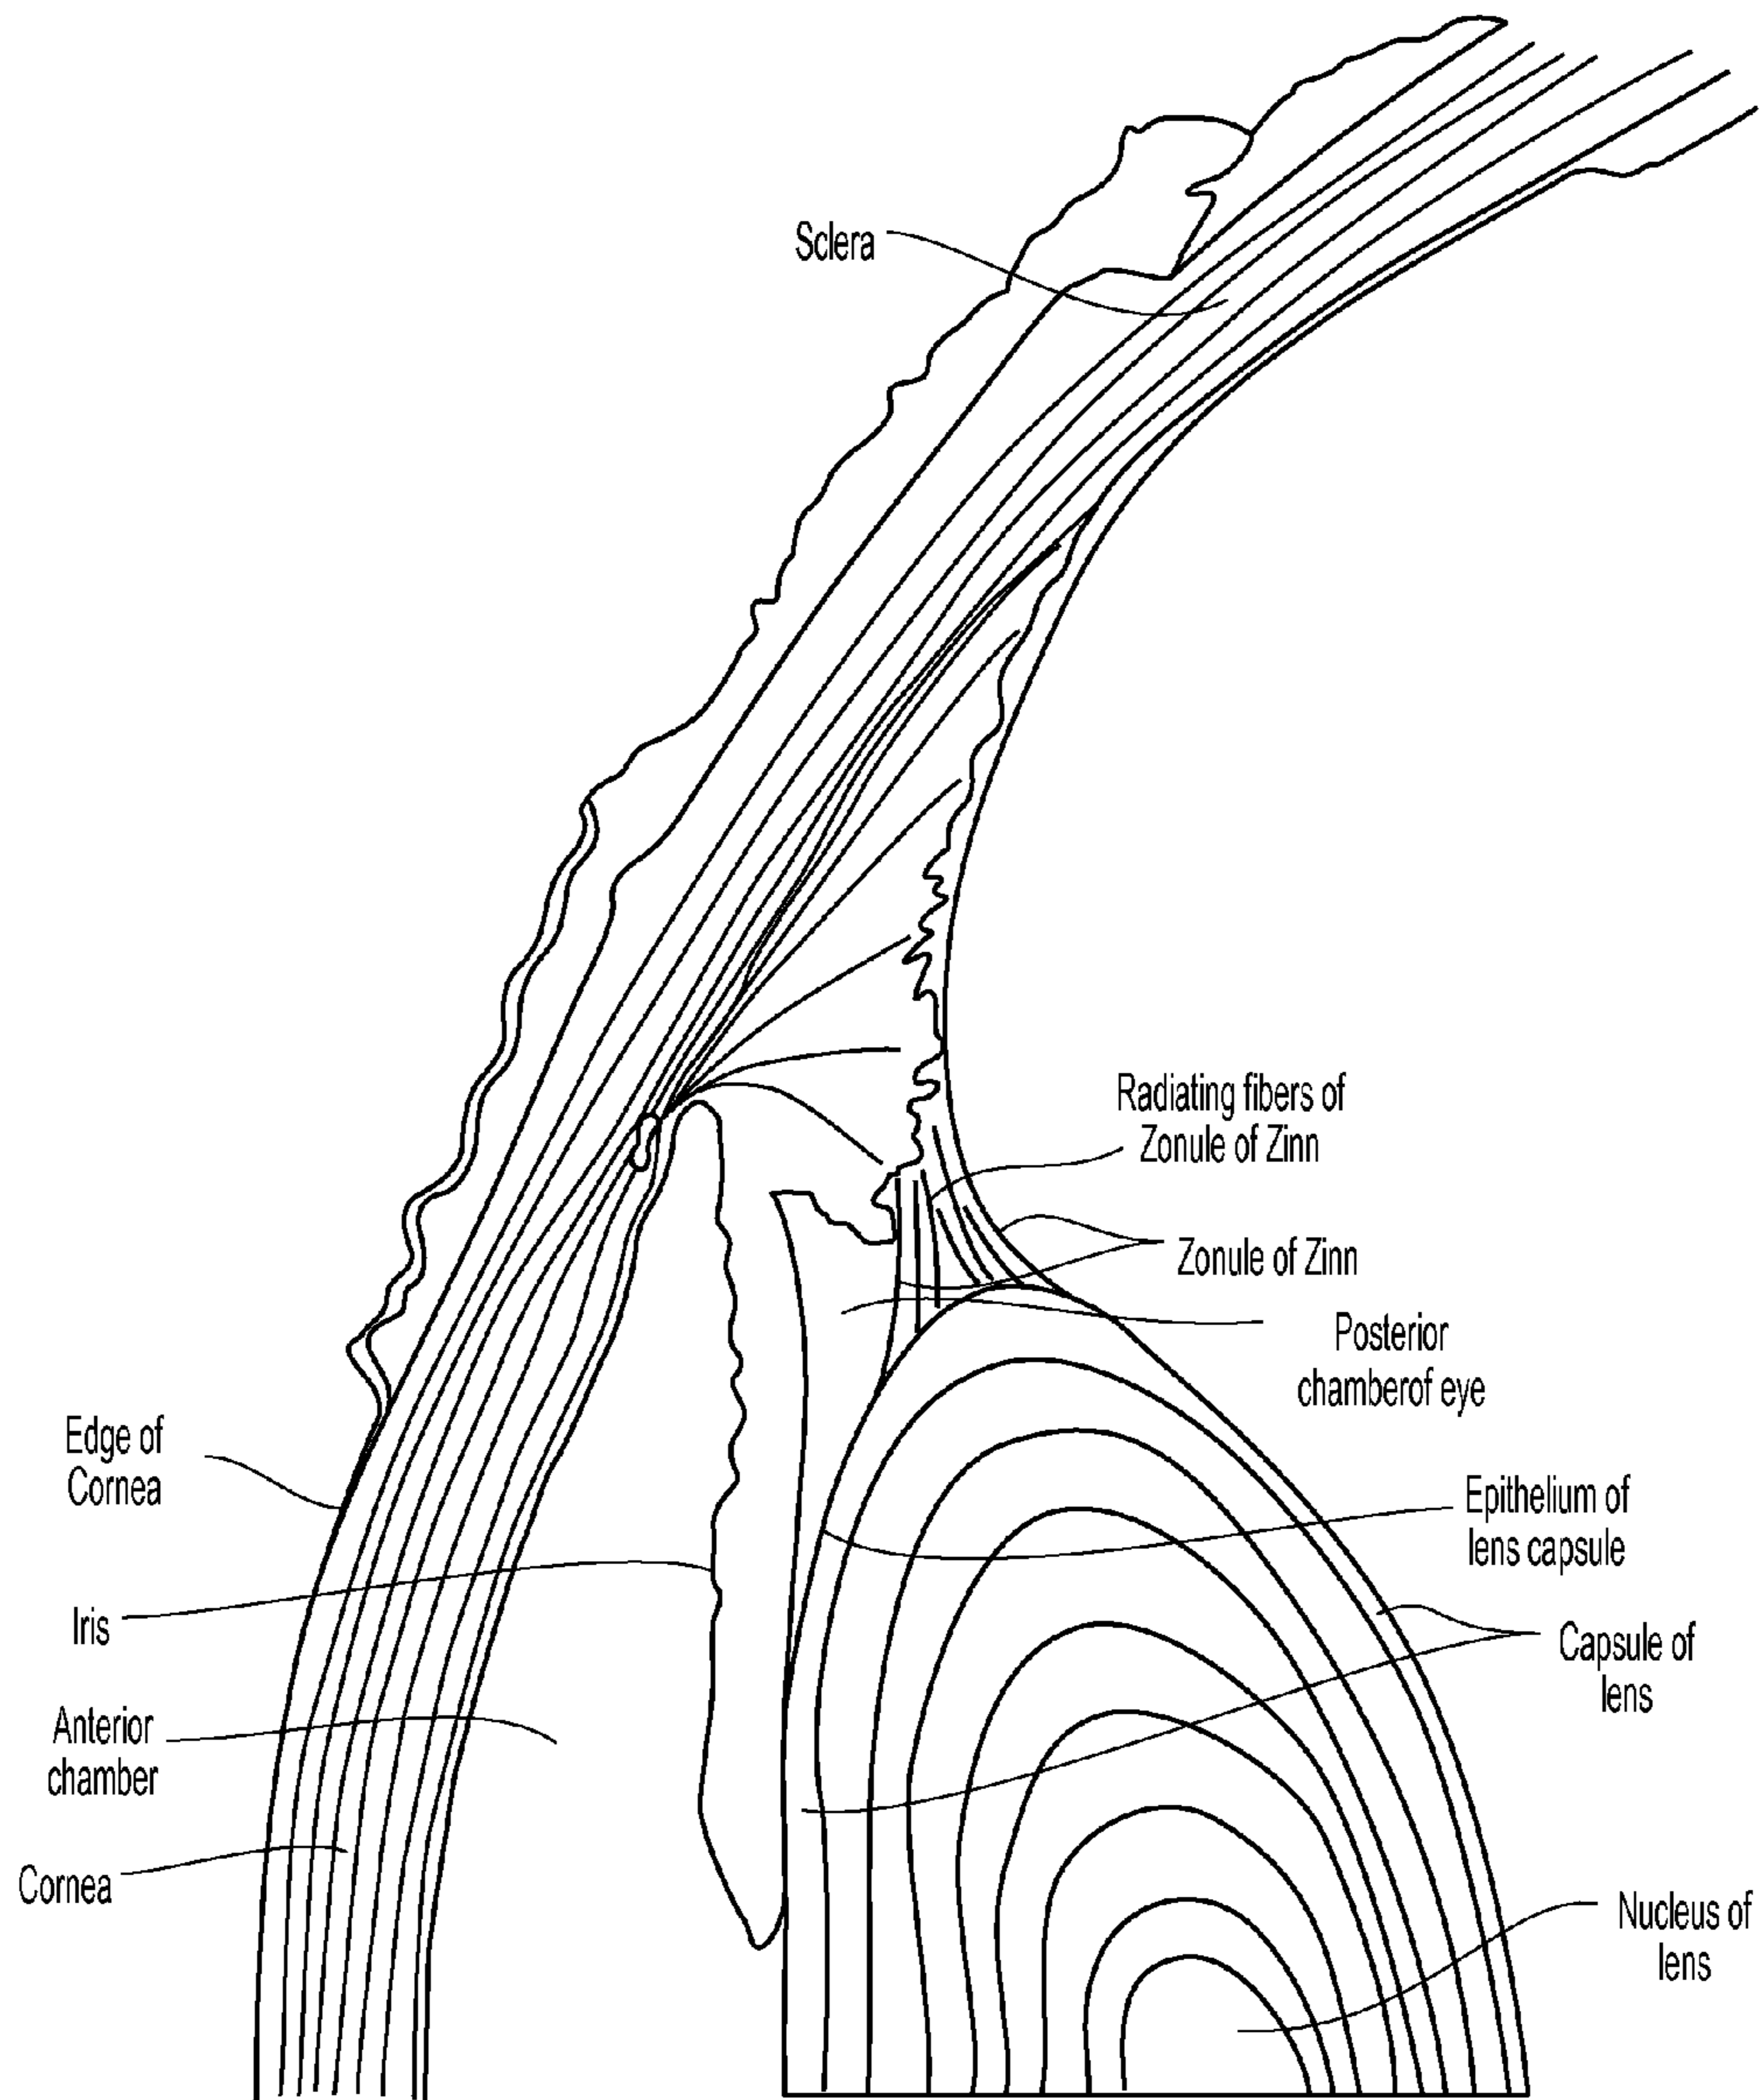 Sclera
Radiating fibers of
Zonule of Zinn
Zonule of Zinn
Posterior
chamberof eye
Edge of
Cornea
Epithelium of
lens capsule
Iris
Capsule of
lens
Anterior
chamber
Cornea
Nucleus of
lens